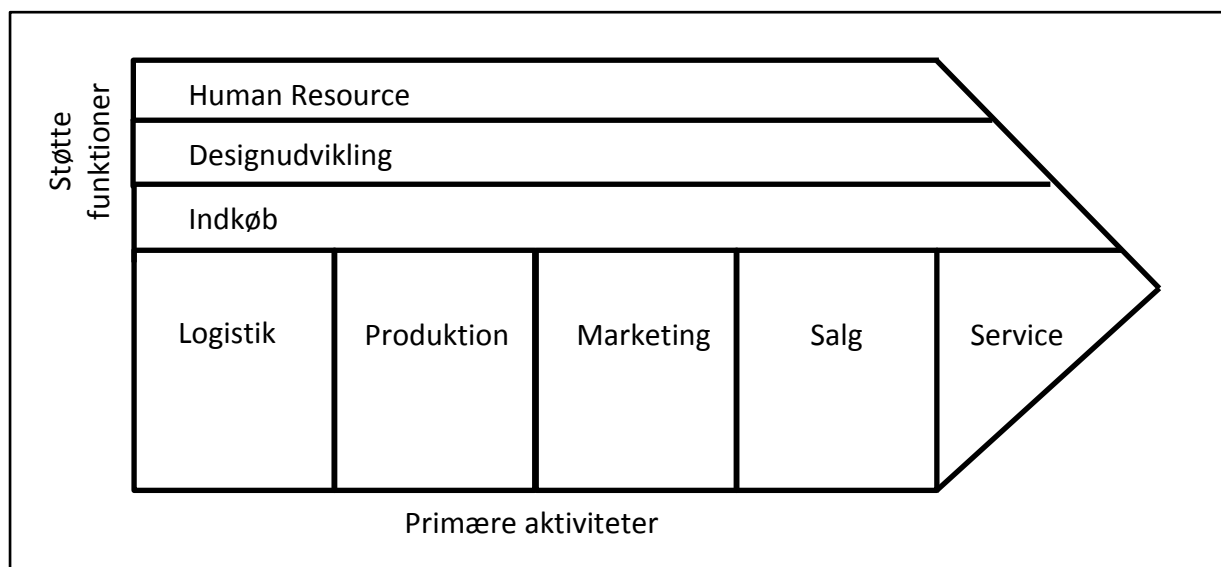 Støtte
funktioner
Human Resource
Designudvikling
Indkøb
Logistik
Produktion
Marketing
Salg
Service
Primære aktiviteter